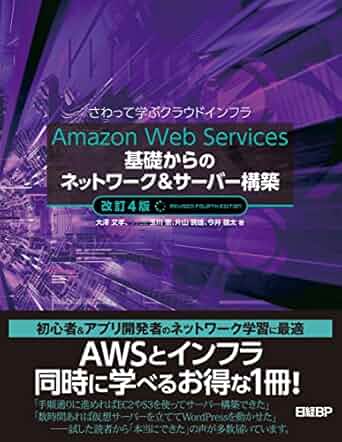 さわって学ぶクラウドインフラ
Amazon Web Services
基礎からの
ネットワーク&サーバー構築
改訂4版 REVISED FOURTH EDITION
大澤 文孝、玉川 憲、片山 暁雄、今井 雄太 著
初心者&アプリ開発者のネットワーク学習に最適
AWSとインフラ
同時に学べるお得な1冊!
「手順通りに進めればEC2やS3を使ってサーバー構築できた」
「数時間あれば仮想サーバーを立ててWordPressを動かせた」
──試した読者から「本当にできた」の声が多数届いています。
日経BP